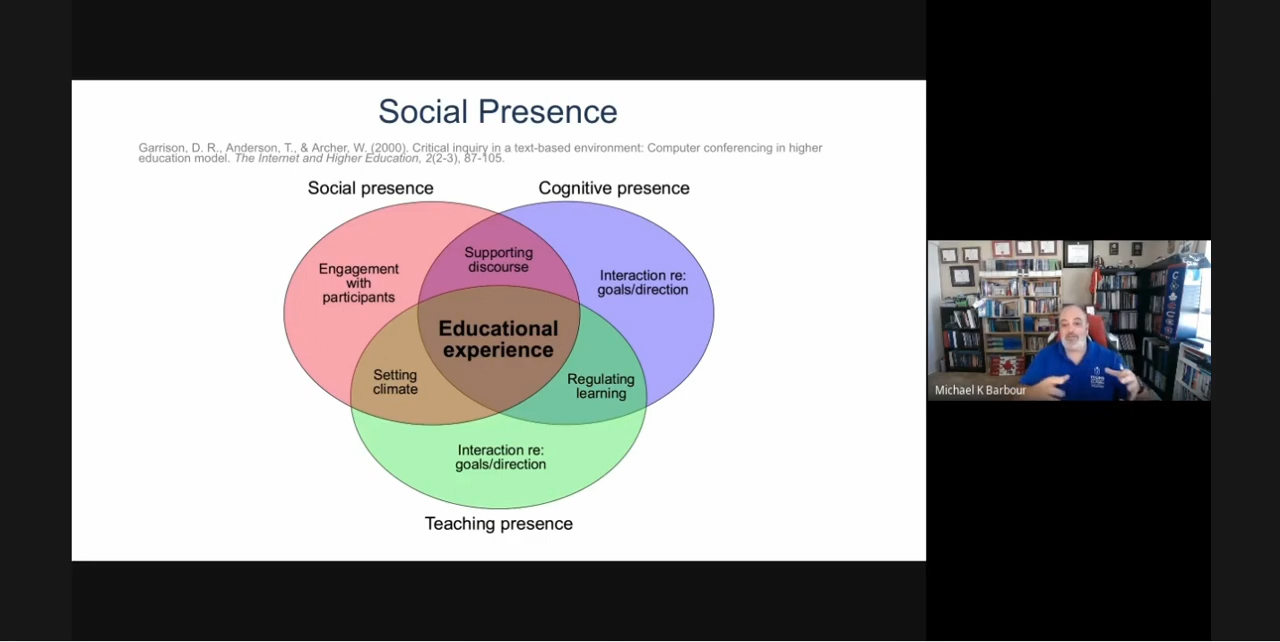 Social Presence
Garrison, D. R., Anderson, T., & Archer, W. (2000). Critical inquiry in a text-based environment: Computer conferencing in higher
education model. The Internet and Higher Education, 2(2-3), 87-105.
Social presence
Cognitive presence
Supporting
discourse
Engagement
with
participants
Interaction re:
goals/direction
Educational
experience
Setting
climate
Regulating
learning
Interaction re:
goals/direction
Teaching presence
Michael K Barbour